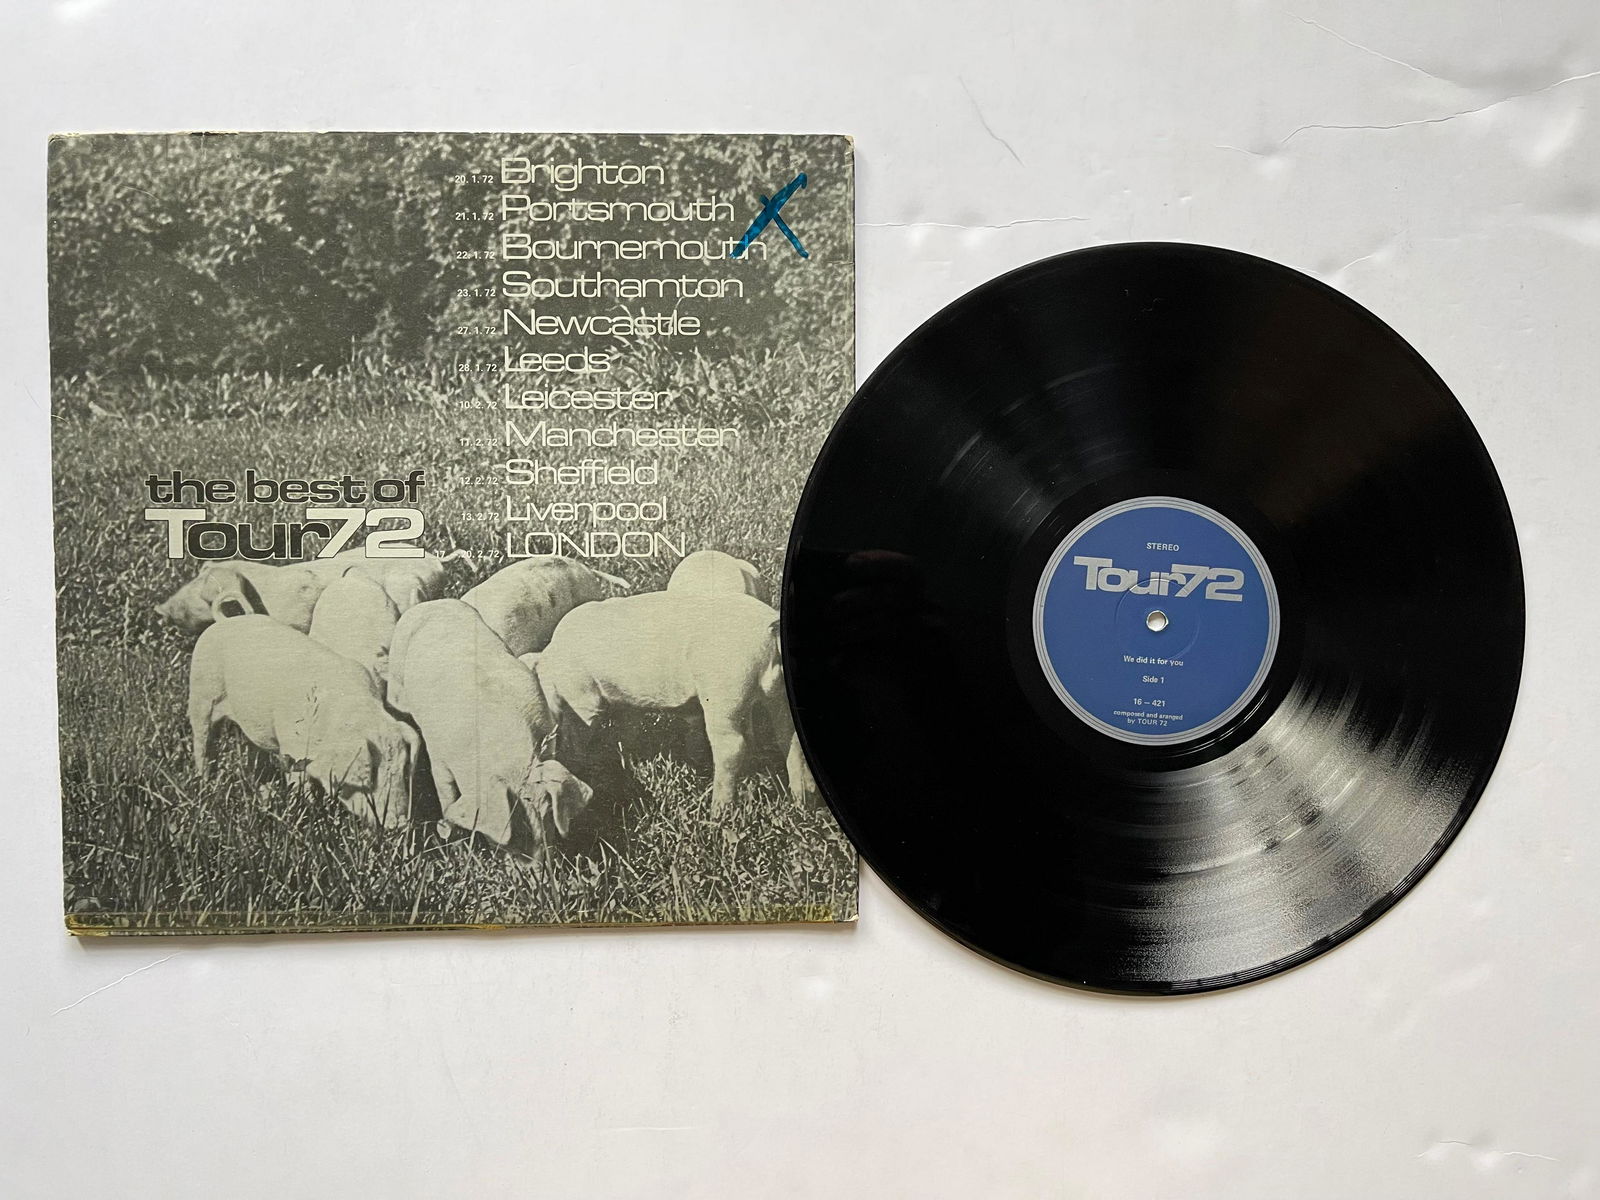 20. 1. 72 Brighton
21. 1. 72 Portsmouth
22. 1. 72 Bournemouth
23. 1. 72 Southamton
27. 1. 72 Newcastle
28. 1. 72 Leeds
10. 2. 72 Leicester
11. 2. 72 Manchester
12. 2. 72 Sheffield
13. 2. 72 Liverpool
17. 20. 2. 72 LONDON
the best of
Tour72
X
STEREO
Tour72
We did it for you
Side 1
16 – 421
composed and aranged
by TOUR 72